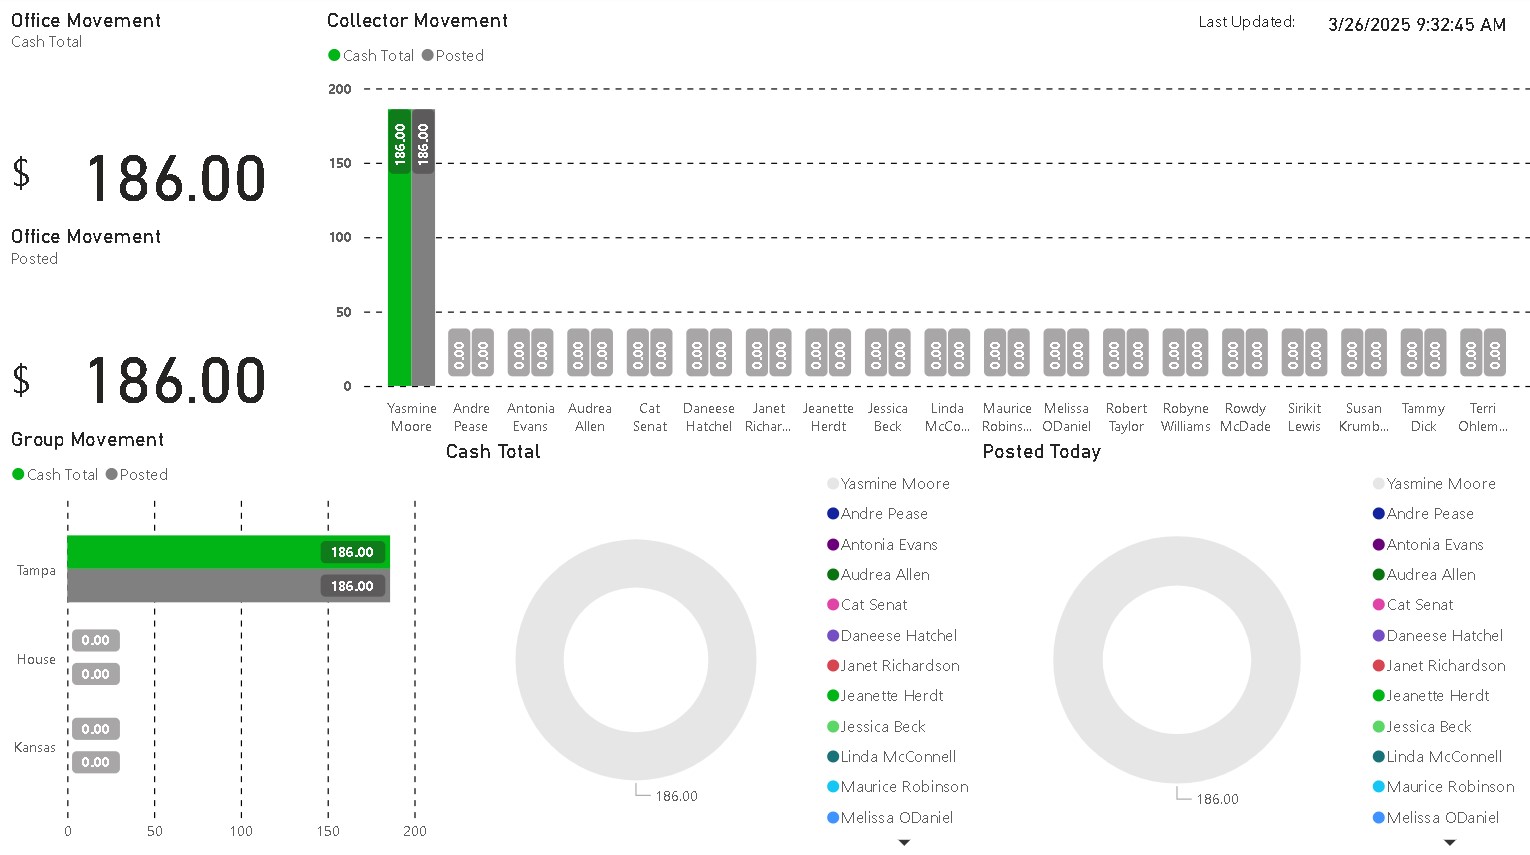 Office Movement
Cash Total
$ 186.00
Office Movement
Posted
$ 186.00
Collector Movement
Cash Total Posted
Last Updated: 3/26/2025 9:32:45 AM
200
150
100
50
0
186.00 186.00
0.00 0.00 0.00 0.00 0.00 0.00 0.00 0.00 0.00 0.00 0.00 0.00 0.00 0.00 0.00 0.00 0.00 0.00 0.00 0.00 0.00 0.00 0.00 0.00 0.00 0.00 0.00 0.00 0.00 0.00 0.00 0.00 0.00 0.00 0.00 0.00
Yasmine Andre Antonia Audrea Cat Daneese Janet Jeanette Jessica Linda Maurice Melissa Robert Robyne Rowdy Sirikit Susan Tammy Terri
Moore Pease Evans Allen Senat Hatchel Richar... Herdt Beck McCo... Robins... ODaniel Taylor Williams McDade Lewis Krumb... Dick Ohlem...
Group Movement
Cash Total Posted
Tampa
186.00
186.00
House
0.00
0.00
Kansas
0.00
0.00
0 50 100 150 200
Cash Total
186.00
Yasmine Moore
Andre Pease
Antonia Evans
Audrea Allen
Cat Senat
Daneese Hatchel
Janet Richardson
Jeanette Herdt
Jessica Beck
Linda McConnell
Maurice Robinson
Melissa ODaniel
Posted Today
186.00
Yasmine Moore
Andre Pease
Antonia Evans
Audrea Allen
Cat Senat
Daneese Hatchel
Janet Richardson
Jeanette Herdt
Jessica Beck
Linda McConnell
Maurice Robinson
Melissa ODaniel